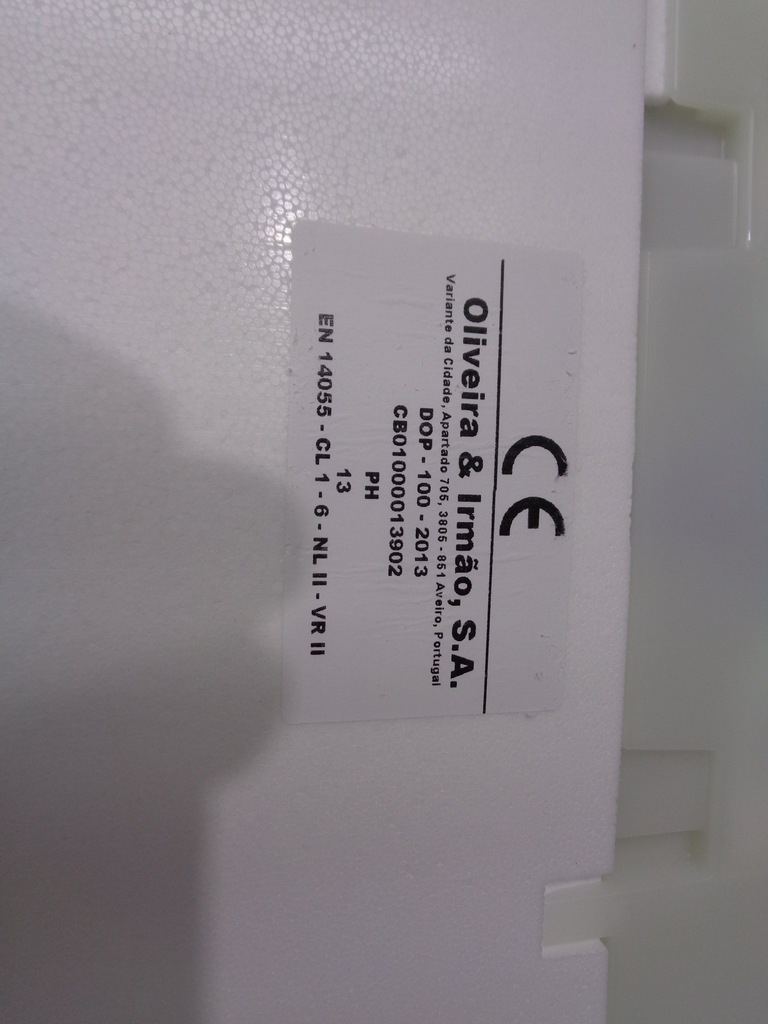 CE
Oliveira & Irmão, S.A.
Variante da Cidade, Apartado 705, 3805 - 851 Aveiro, Portugal
DOP - 100 - 2013
CB01000013902
PH
13
EN 14055 - CL 1 - 6 - NL II - VR II